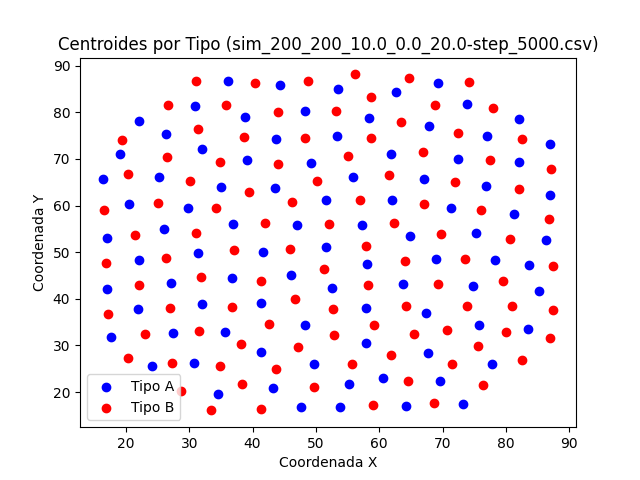 Centroides por Tipo (sim_200_200_10.0_0.0_20.0-step_5000.csv)
90
80
70
60
50
40
30
20
Coordenada Y
Tipo A
Tipo B
20 30 40 50 60 70 80 90
Coordenada X